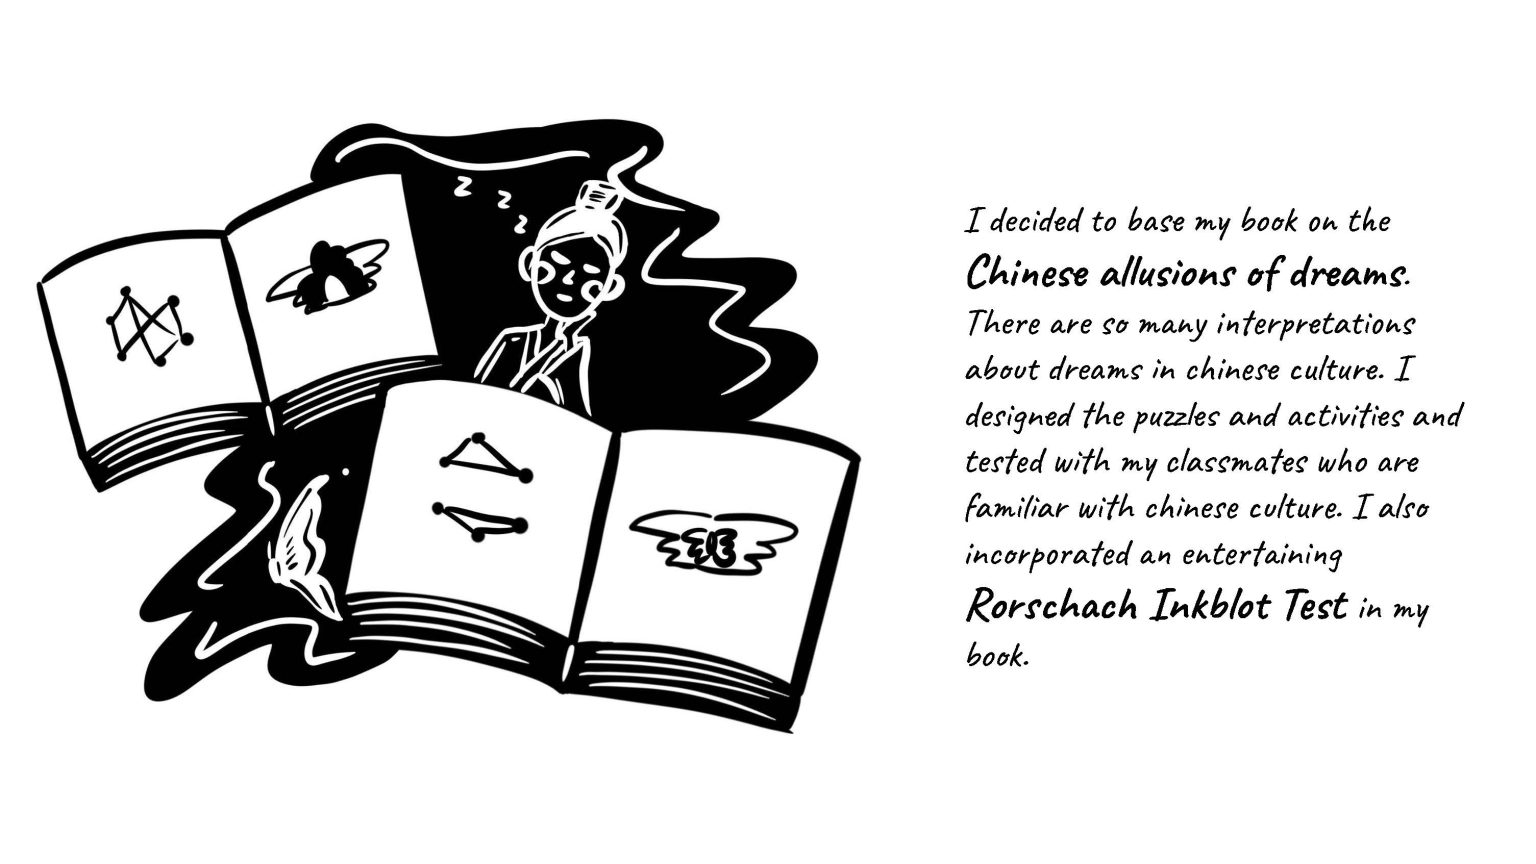 z
z
z
I decided to base my book on the
Chinese allusions of dreams.
There are so many interpretations
about dreams in chinese culture. I
designed the puzzles and activities and
tested with my classmates who are
familiar with chinese culture. I also
incorporated an entertaining
Rorschach Inkblot Test in my
book.